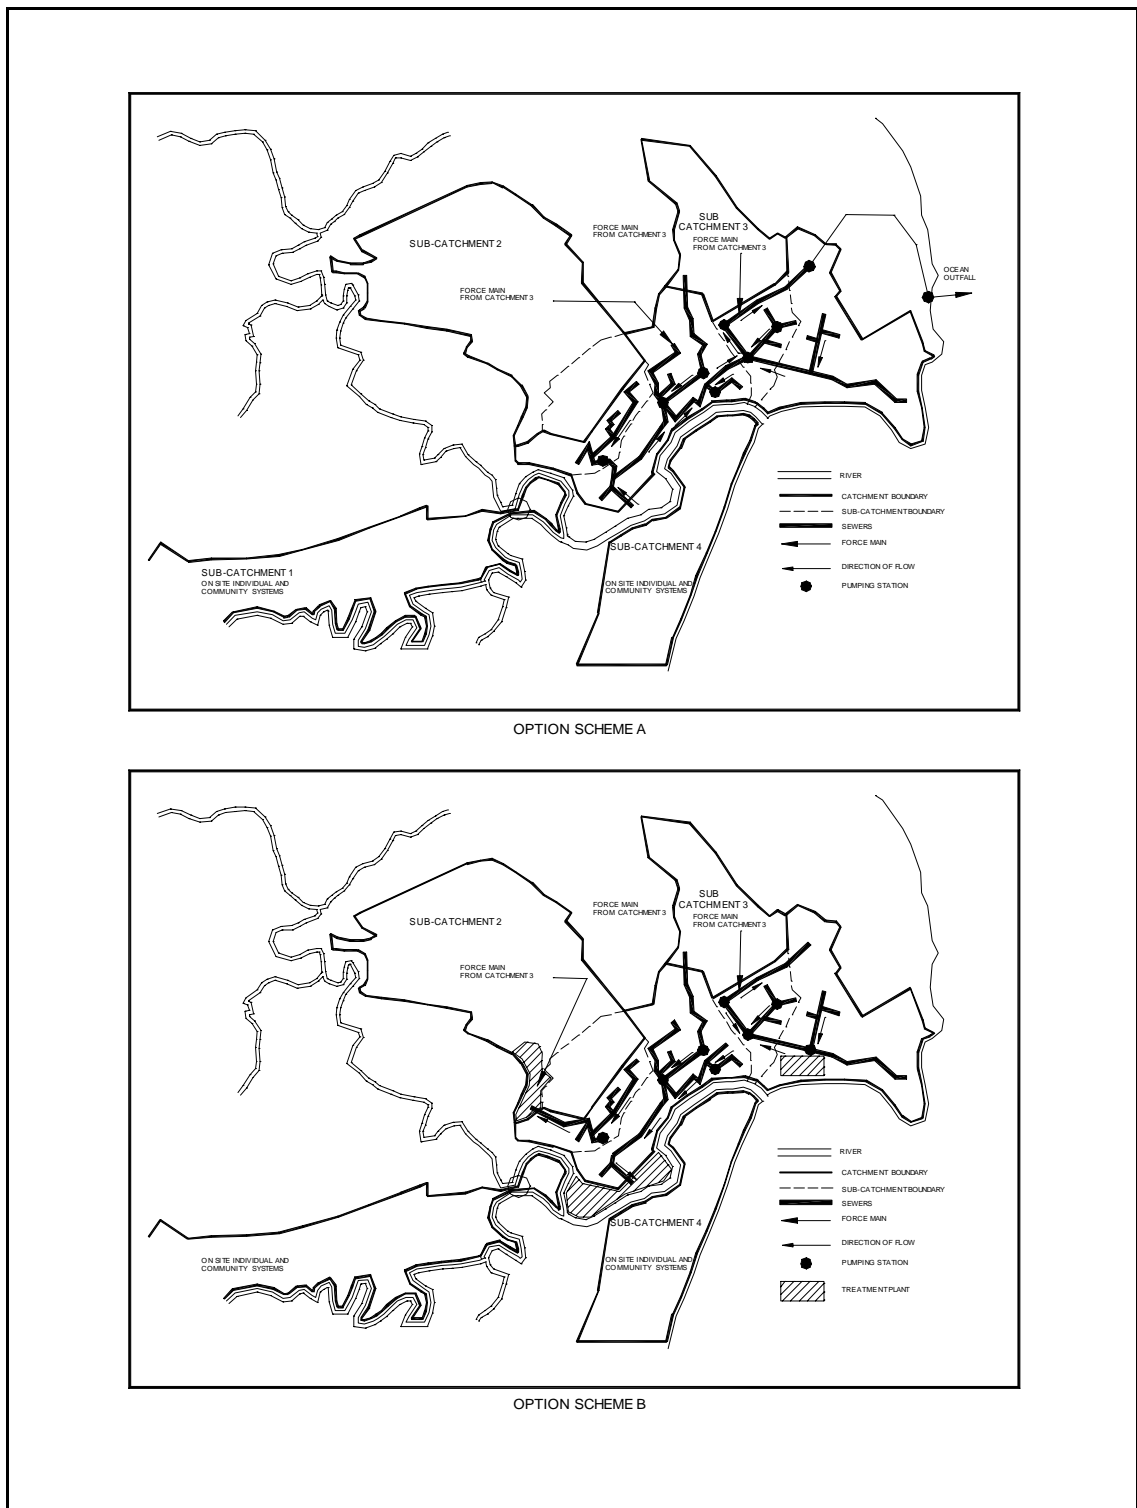 SUB
CATCHMENT 3
FORCE MAIN
FROM CATCHMENT 3
SUB-CATCHMENT 2
FORCE MAIN
FROM CATCHMENT 3
OCEAN
OUTFALL
FORCE MAIN
FROM CATCHMENT 3
RIVER
CATCHMENT BOUNDARY
SUB-CATCHMENT BOUNDARY
SEWERS
FORCE MAIN
SUB-CATCHMENT 4
SUB-CATCHMENT 1
ON SITE INDIVIDUAL AND
COMMUNITY SYSTEMS
ON SITE INDIVIDUAL AND
COMMUNITY SYSTEMS
DIRECTION OF FLOW
PUMPING STATION
OPTION SCHEME A
SUB
CATCHMENT 3
FORCE MAIN
FROM CATCHMENT 3
SUB-CATCHMENT 2
FORCE MAIN
FROM CATCHMENT 3
FORCE MAIN
FROM CATCHMENT 3
RIVER
CATCHMENT BOUNDARY
SUB-CATCHMENT BOUNDARY
SEWERS
FORCE MAIN
SUB-CATCHMENT 4
ON SITE INDIVIDUAL AND
COMMUNITY SYSTEMS
ON SITE INDIVIDUAL AND
COMMUNITY SYSTEMS
DIRECTION OF FLOW
PUMPING STATION
TREATMENT PLANT
OPTION SCHEME B